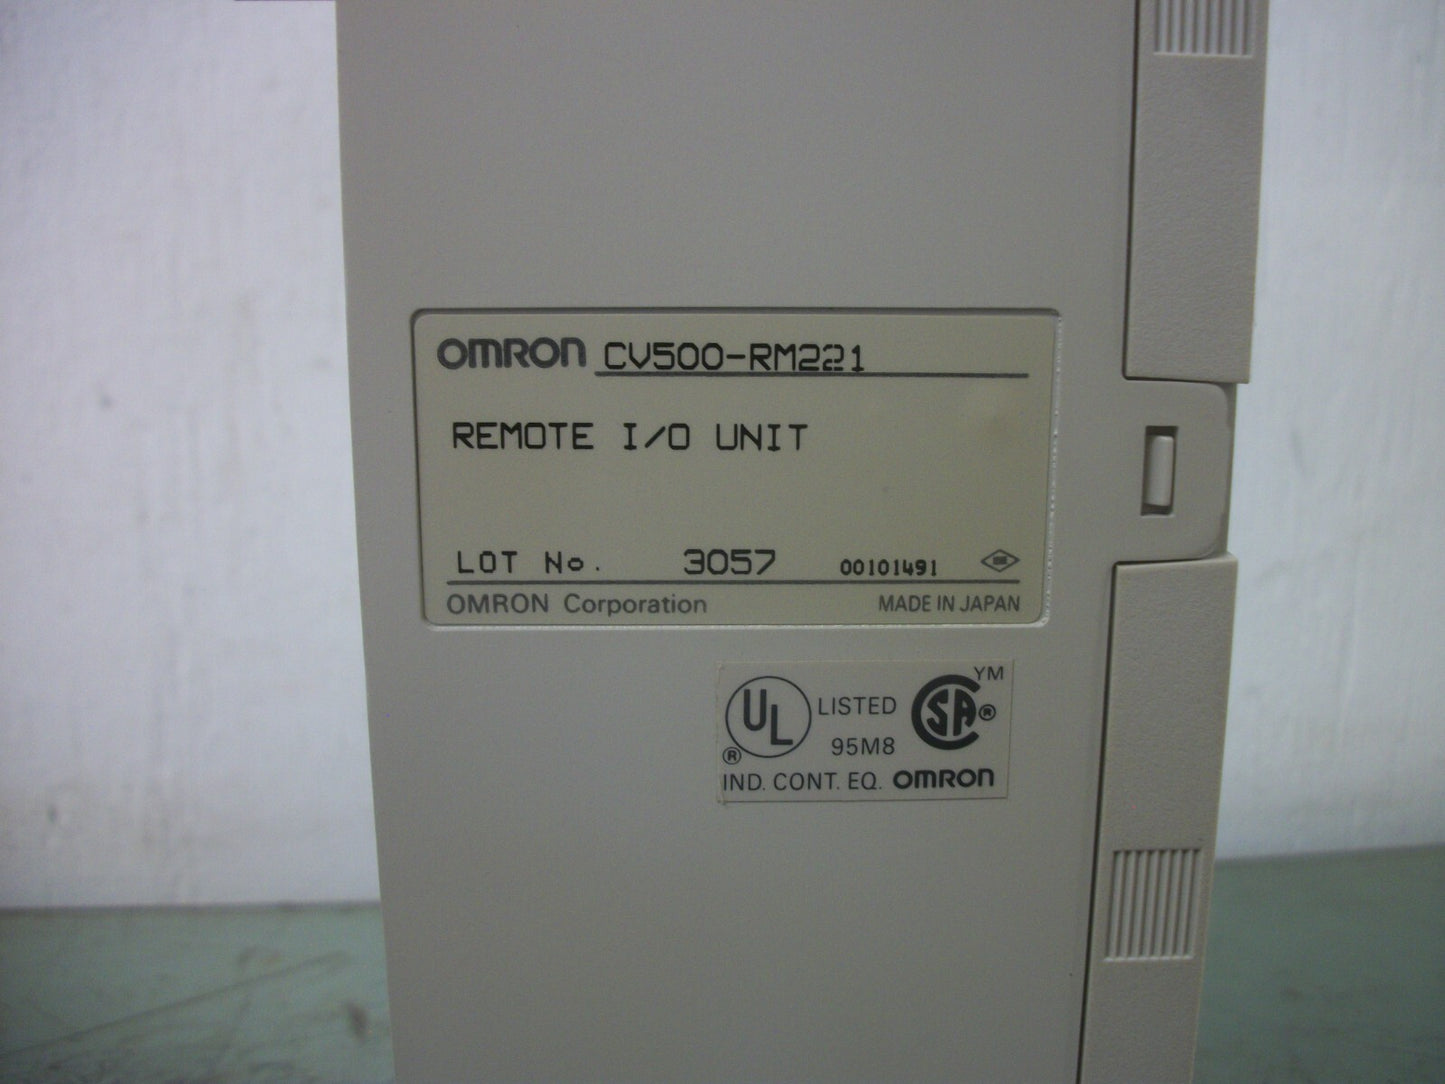 OMRON CV500-RM221
REMOTE I/O UNIT
LOT No. 3057 00101491
OMRON Corporation MADE IN JAPAN
YM
UL LISTED CSA ®
® 95M8
IND. CONT. EQ. OMRON